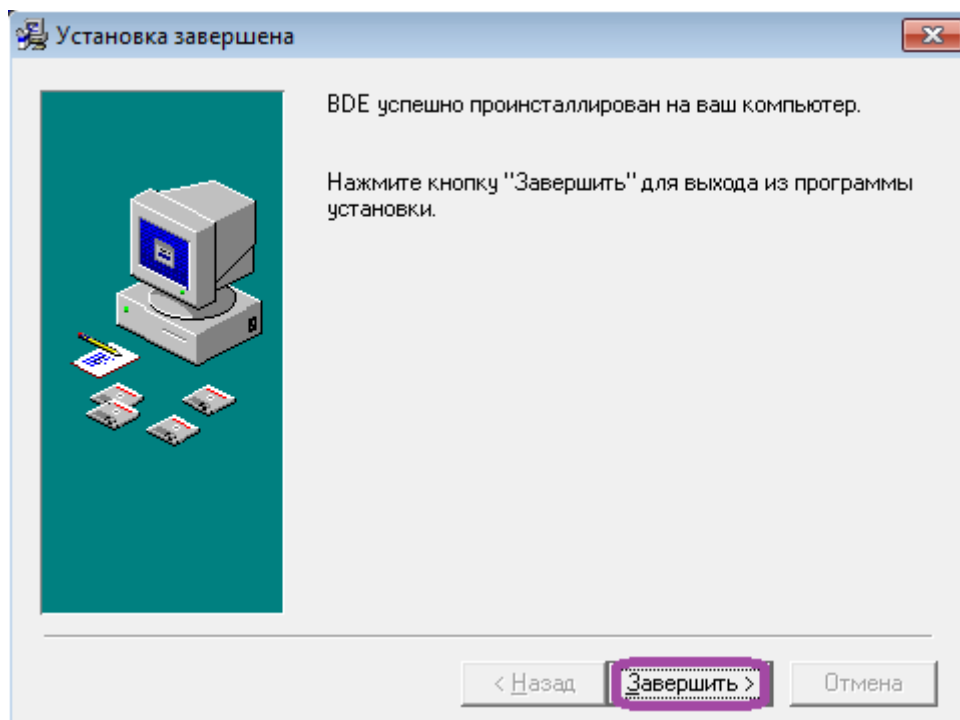 Установка завершена
BDE успешно проинсталлирован на ваш компьютер.
Нажмите кнопку "Завершить" для выхода из программы
установки.
< Назад
Завершить >
Отмена